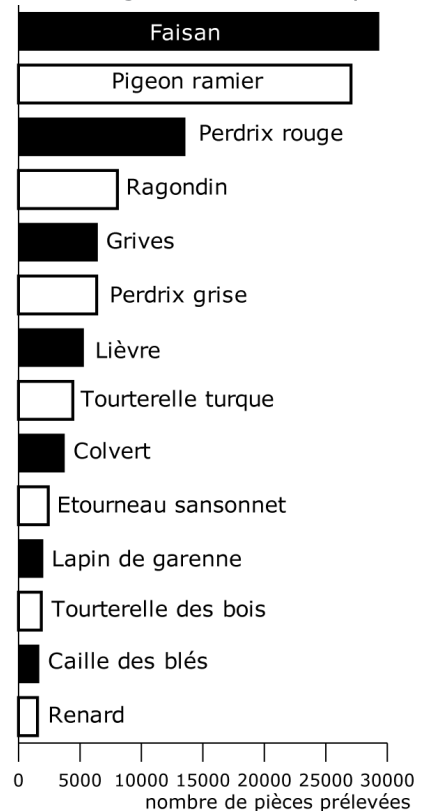 Faisan
Pigeon ramier
Perdrix rouge
Ragondin
Grives
Perdrix grise
Lièvre
Tourterelle turque
Colvert
Etourneau sansonnet
Lapin de garenne
Tourterelle des bois
Caille des blés
Renard
0 5000 10000 15000 20000 25000 30000
nombre de pièces prélevées